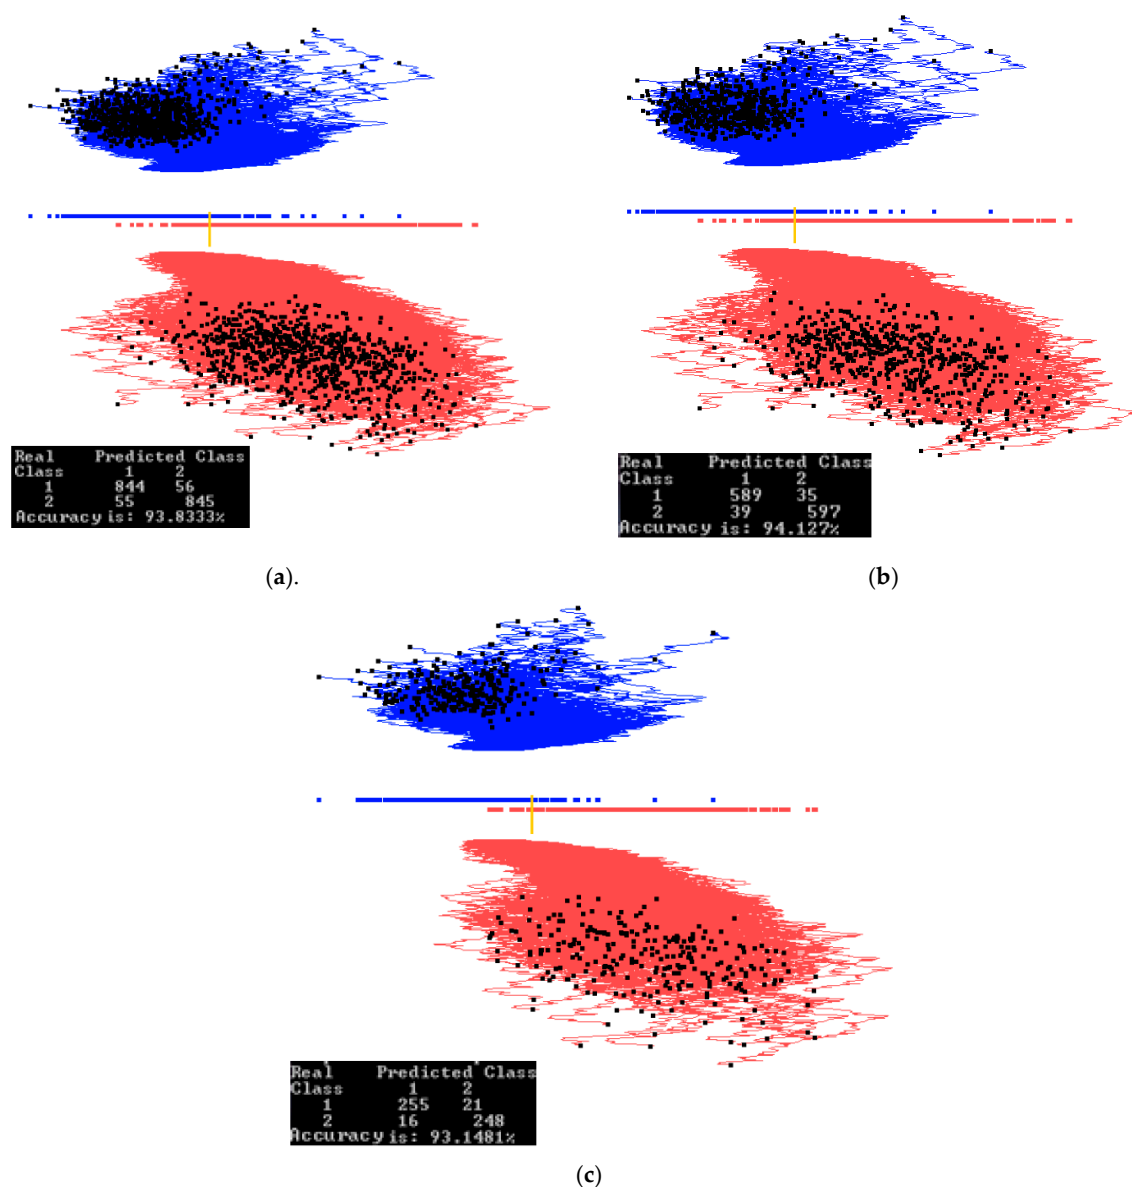 Real Predicted Class
Class 1 2
1 844 56
2 55 845
Accuracy is: 93.8333%
(a).
Real Predicted Class
Class 1 2
1 589 35
2 39 597
Accuracy is: 94.127%
(b)
Real Predicted Class
Class 1 2
1 255 21
2 16 248
Accuracy is: 93.1481%
(c)